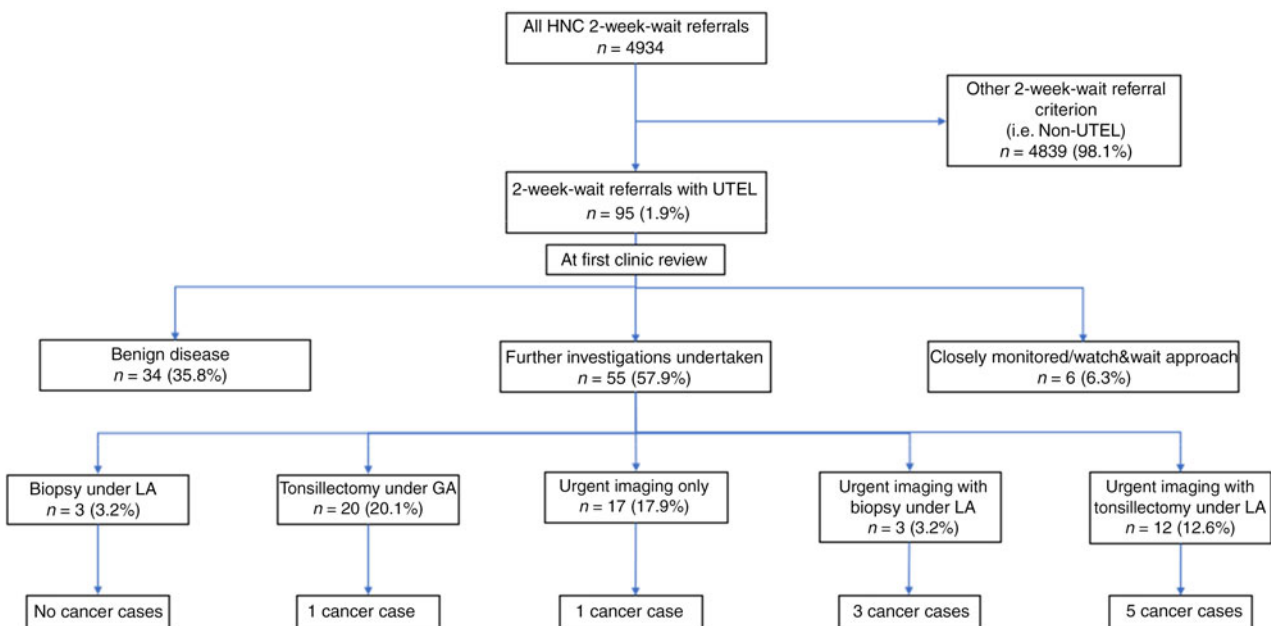 All HNC 2-week-wait referrals
n = 4934
Other 2-week-wait referral
criterion
(i.e. Non-UTEL)
n = 4839 (98.1%)
2-week-wait referrals with UTEL
n = 95 (1.9%)
At first clinic review
Benign disease
n = 34 (35.8%)
Further investigations undertaken
n = 55 (57.9%)
Closely monitored/watch&wait approach
n = 6 (6.3%)
Biopsy under LA
n = 3 (3.2%)
Tonsillectomy under GA
n = 20 (20.1%)
Urgent imaging only
n = 17 (17.9%)
Urgent imaging with
biopsy under LA
n = 3 (3.2%)
Urgent imaging with
tonsillectomy under LA
n = 12 (12.6%)
No cancer cases
1 cancer case
1 cancer case
3 cancer cases
5 cancer cases